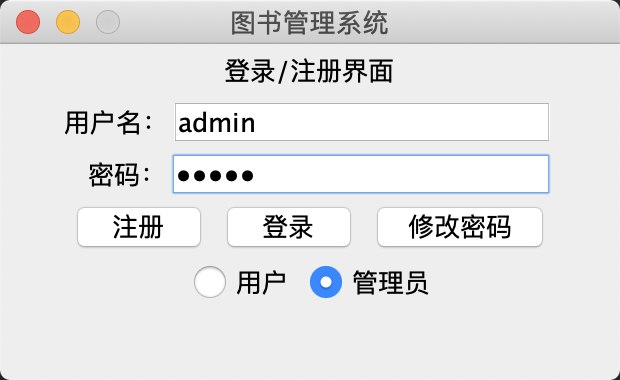 图书管理系统
登录/注册界面
用户名： admin
密码： ●●●●●
注册 登录 修改密码
用户 管理员